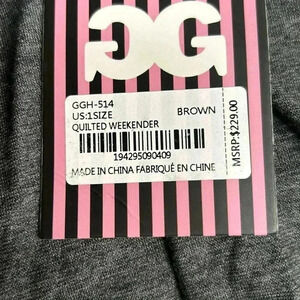 GG
GGH-514
US:1SIZE BROWN
QUILTED WEEKENDER
194295090409
MADE IN CHINA FABRIQUÉ EN CHINE
MSRP:$229.00